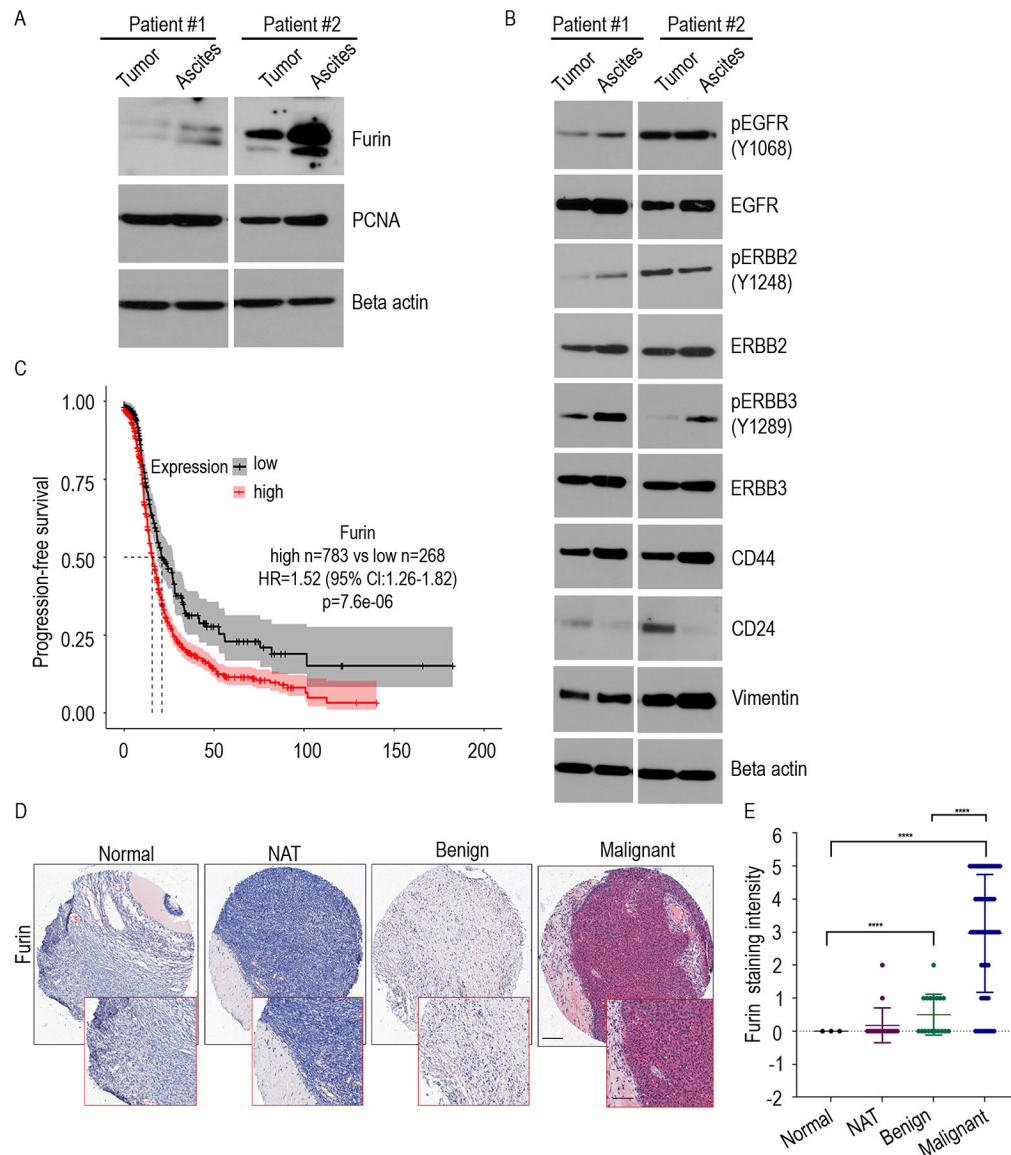 A
Patient #1
Patient #2
Tumor
Ascites
Tumor
Ascites
Furin
PCNA
Beta actin
B
Patient #1
Patient #2
Tumor
Ascites
Tumor
Ascites
pEGFR
(Y1068)
EGFR
pERBB2
(Y1248)
ERBB2
pERBB3
(Y1289)
ERBB3
CD44
CD24
Vimentin
Beta actin
C
Progression-free survival
1.00
0.75
0.50
0.25
0.00
0
50
100
150
200
Expression
low
high
Furin
high n=783 vs low n=268
HR=1.52 (95% CI:1.26-1.82)
p=7.6e-06
D
Normal
NAT
Benign
Malignant
Furin
E
Furin staining intensity
6
5
4
3
2
1
0
-1
-2
****
****
****
Normal
NAT
Benign
Malignant